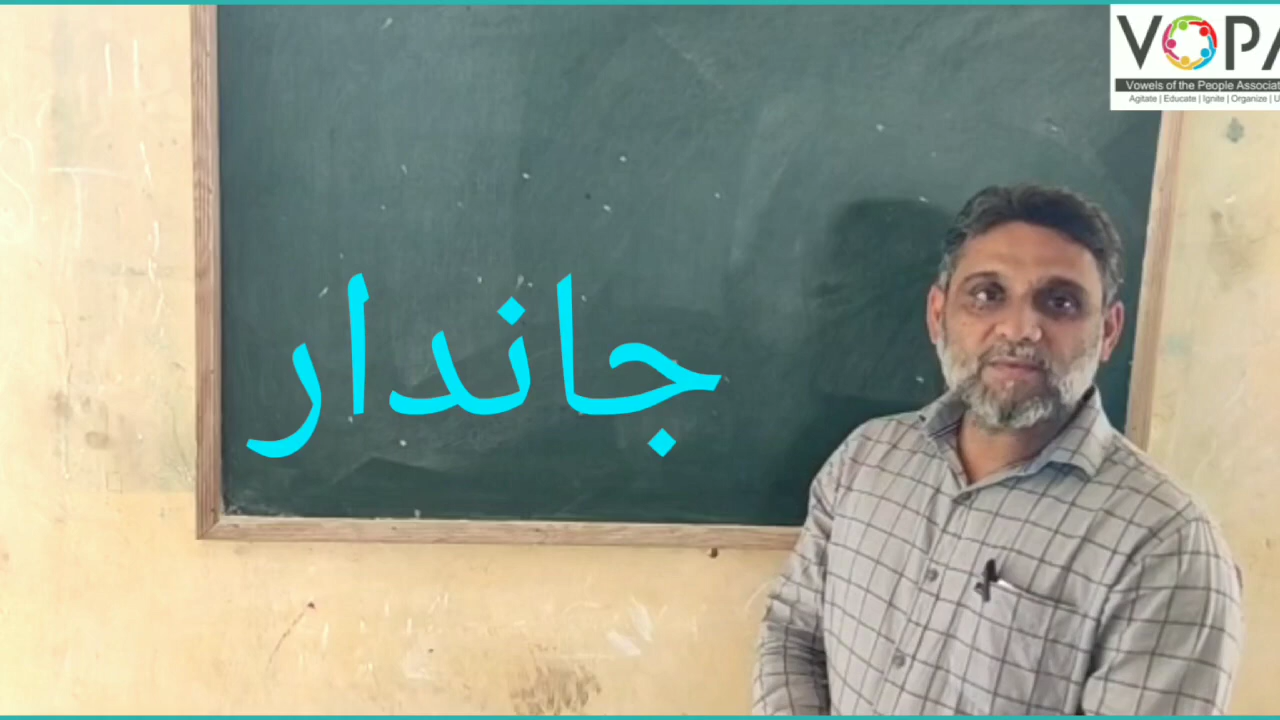 جاندار
VOPA
Vowels of the People Associat
Agitate | Educate | Ignite | Organize | U